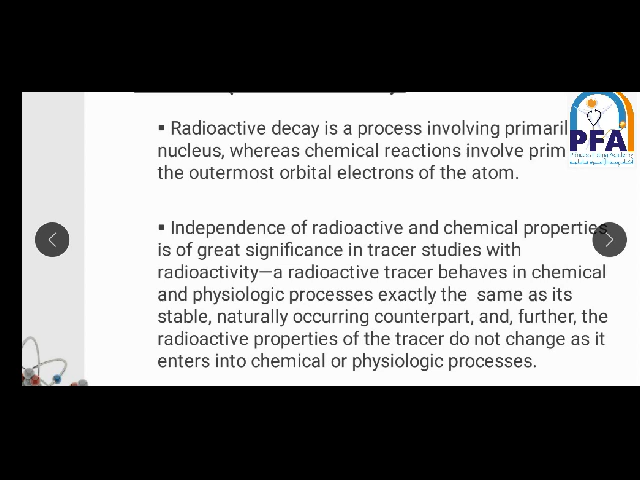 ▪ Radioactive decay is a process involving primaril
nucleus, whereas chemical reactions involve prim
the outermost orbital electrons of the atom.
▪ Independence of radioactive and chemical properties
is of great significance in tracer studies with
radioactivity—a radioactive tracer behaves in chemical
and physiologic processes exactly the same as its
stable, naturally occurring counterpart, and, further, the
radioactive properties of the tracer do not change as it
enters into chemical or physiologic processes.
PFA